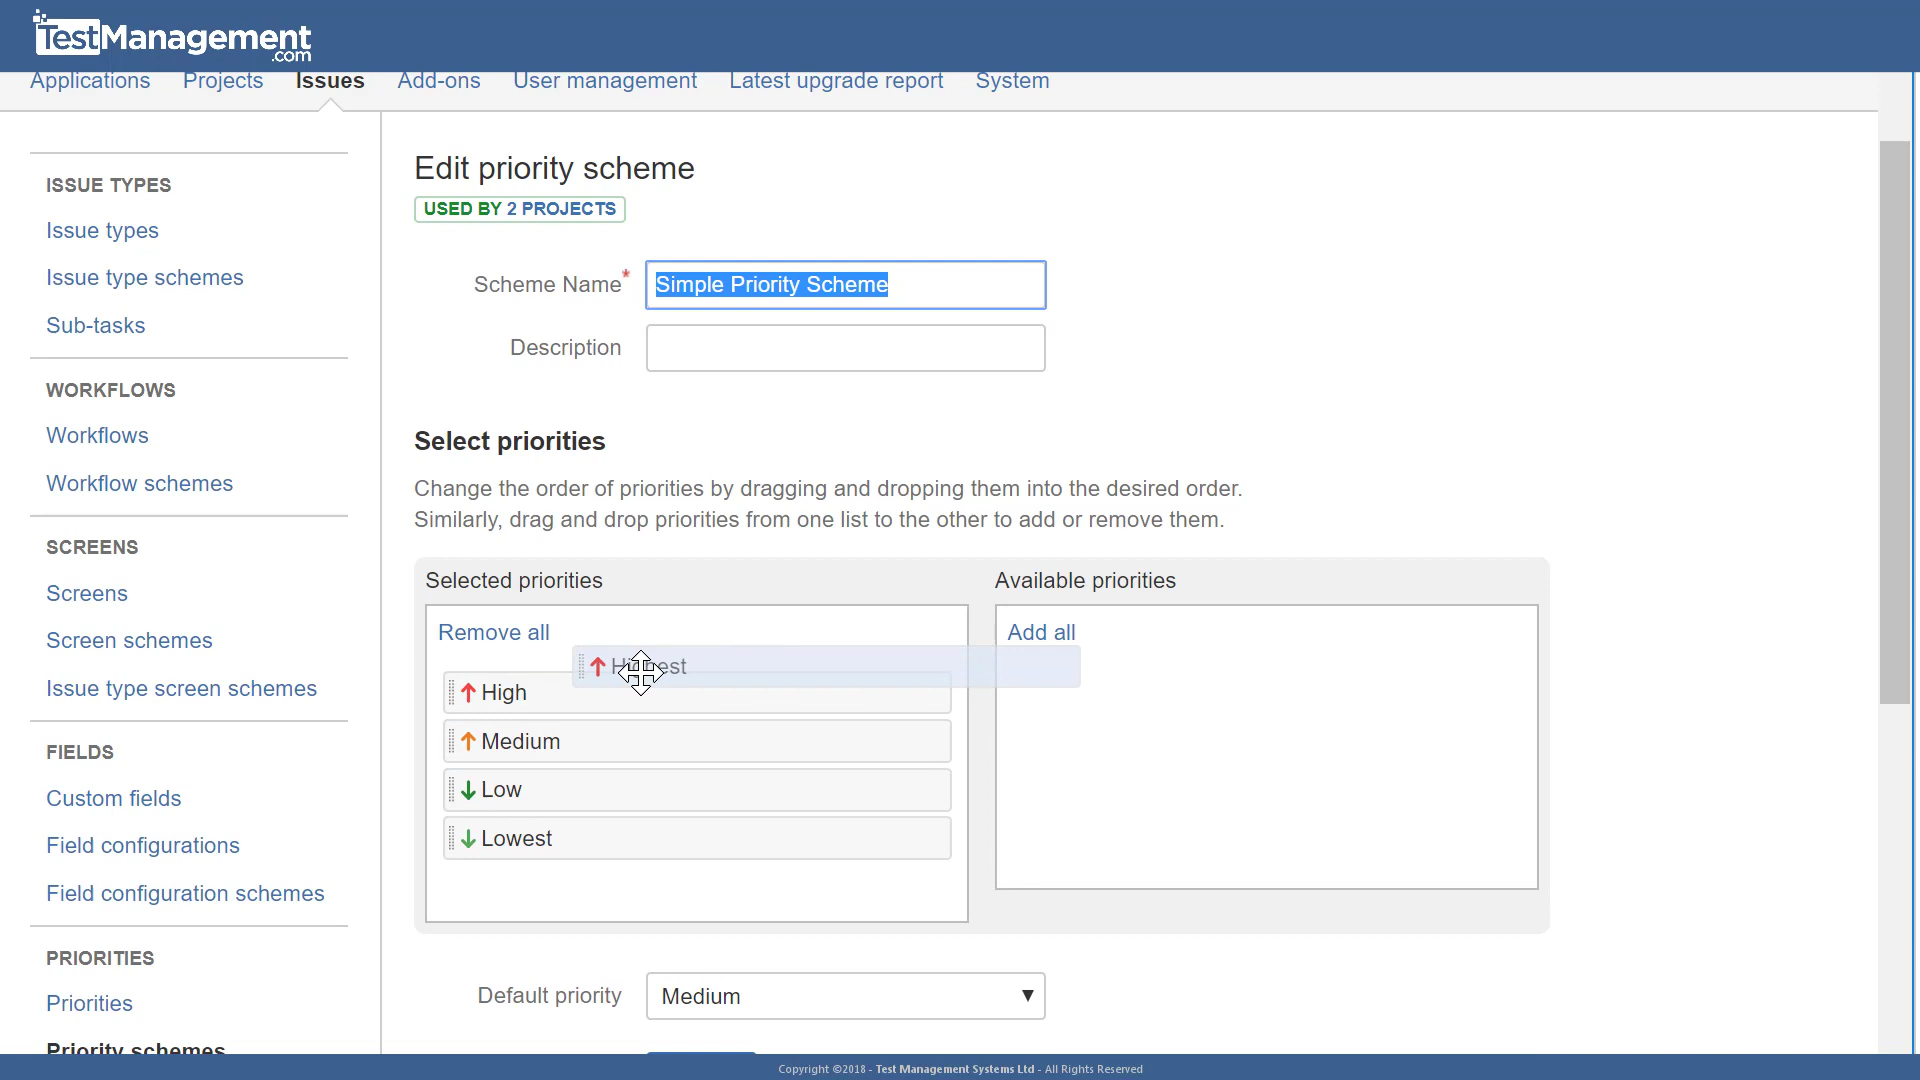 TestManagement
.com
Applications Projects Issues Add-ons User management Latest upgrade report System
ISSUE TYPES
Issue types
Issue type schemes
Sub-tasks
WORKFLOWS
Workflows
Workflow schemes
SCREENS
Screens
Screen schemes
Issue type screen schemes
FIELDS
Custom fields
Field configurations
Field configuration schemes
PRIORITIES
Priorities
Priority schemes
Edit priority scheme
USED BY 2 PROJECTS
Scheme Name*
Simple Priority Scheme
Description
Select priorities
Change the order of priorities by dragging and dropping them into the desired order.
Similarly, drag and drop priorities from one list to the other to add or remove them.
Selected priorities
Remove all
Highest
High
Medium
Low
Lowest
Available priorities
Add all
Default priority
Medium
Copyright ©2018 - Test Management Systems Ltd - All Rights Reserved